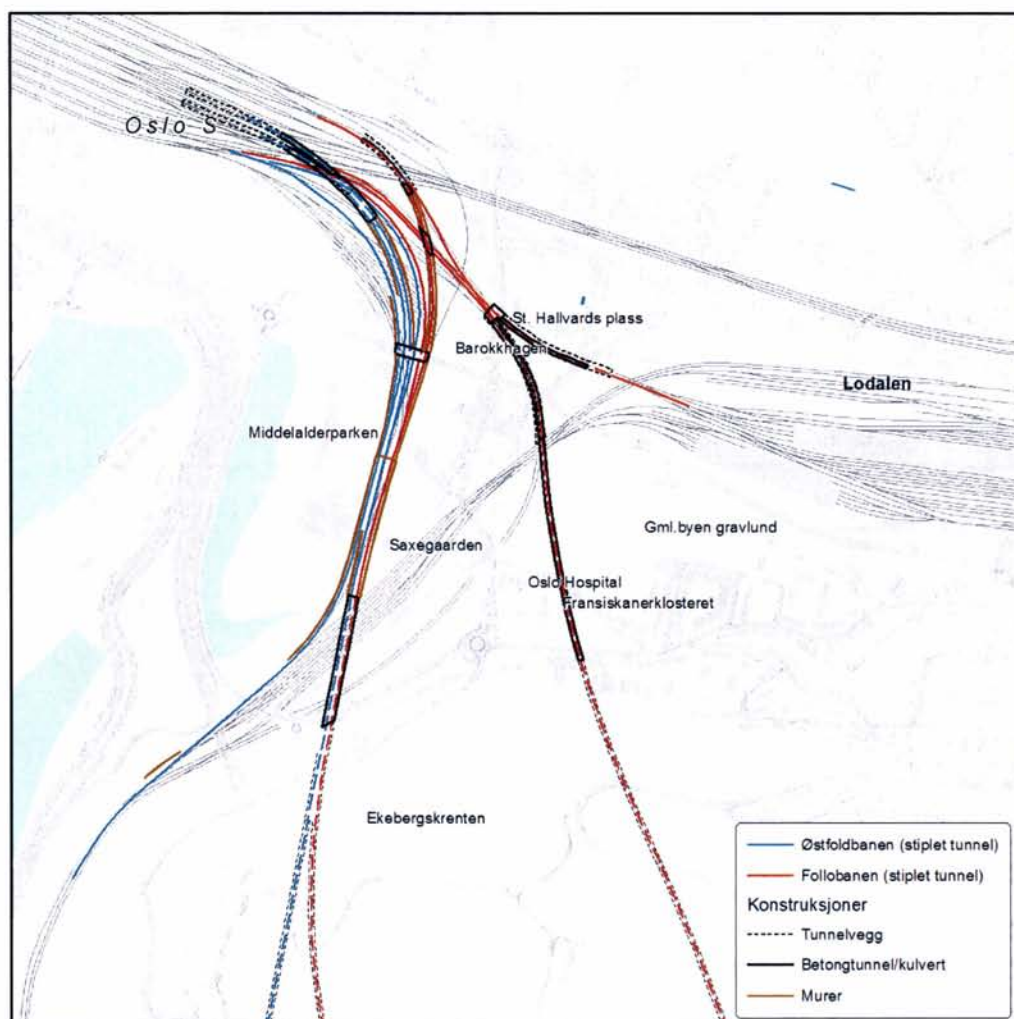 Oslo S
St. Hallvards plass
Barokkhagen
Lodalen
Middelalderparken
Gml.byen gravlund
Saxegaarden
Oslo Hospital
Fransiskanerklosteret
Ekebergskrenten
Østfoldbanen (stiplet tunnel)
Follobanen (stiplet tunnel)
Konstruksjoner
Tunnelvegg
Betongtunnel/kulvert
Murer